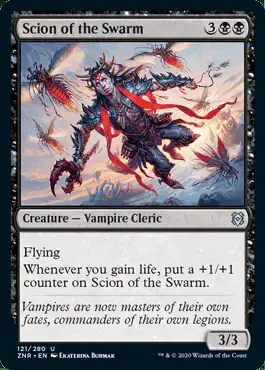 Scion of the Swarm 3
Creature — Vampire Cleric
Flying
Whenever you gain life, put a +1/+1
counter on Scion of the Swarm.
Vampires are now masters of their own
fates, commanders of their own legions.
3/3
121/280 U
ZNR • EN Ekaterina Burmak
™ & © 2020 Wizards of the Coast